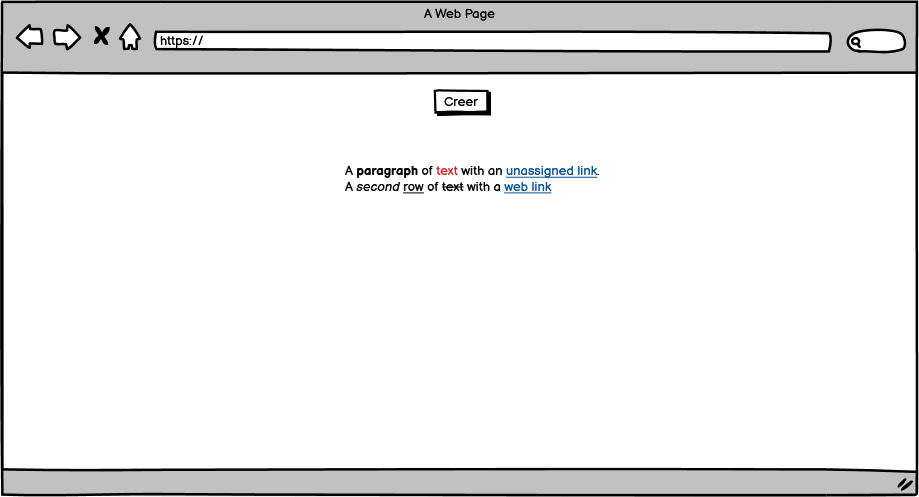 A Web Page
https://
Creer
A paragraph of text with an unassigned link.
A second row of text with a web link